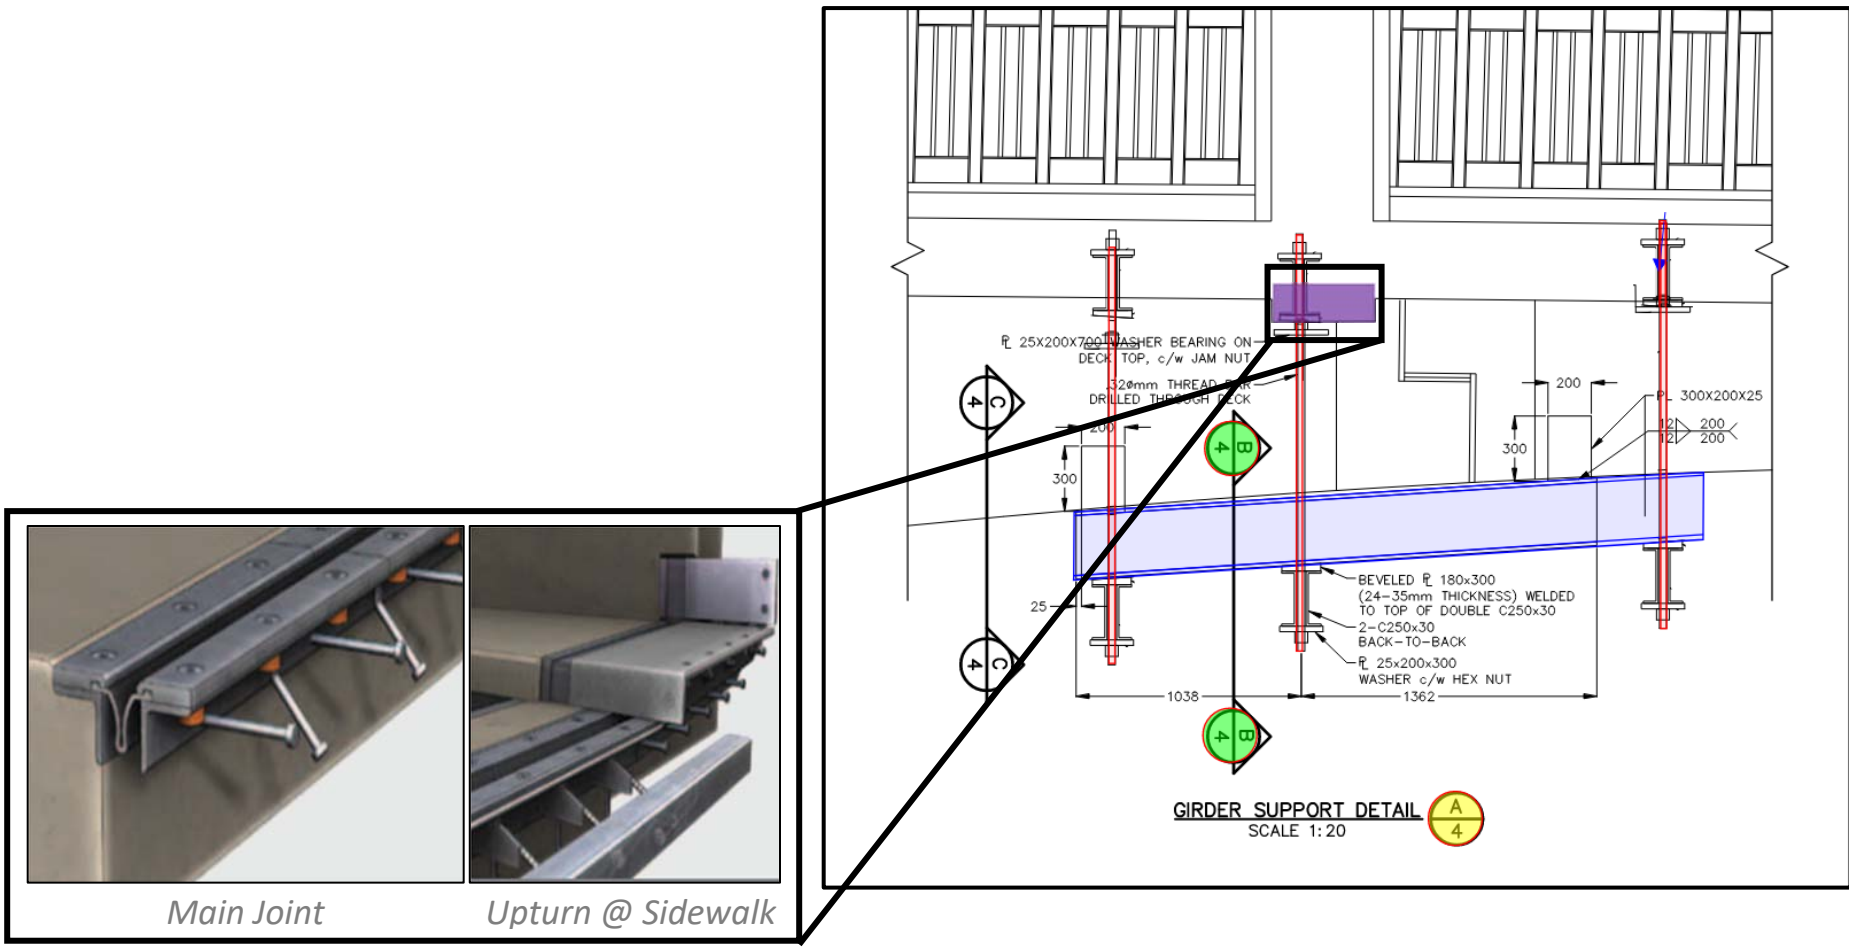 ℄ 25X200X700 WASHER BEARING ON
DECK TOP, c/w JAM NUT
32ømm THREAD BAR
DRILLED THROUGH DECK
C
4
200
300
B
4
200
PL 300X200X25
300
12 200
12 200
25
C
4
B
4
BEVELED ℄ 180x300
(24-35mm THICKNESS) WELDED
TO TOP OF DOUBLE C250x30
2-C250x30
BACK-TO-BACK
℄ 25x200x300
WASHER c/w HEX NUT
1038
1362
GIRDER SUPPORT DETAIL
SCALE 1:20
A
4
Main Joint
Upturn @ Sidewalk